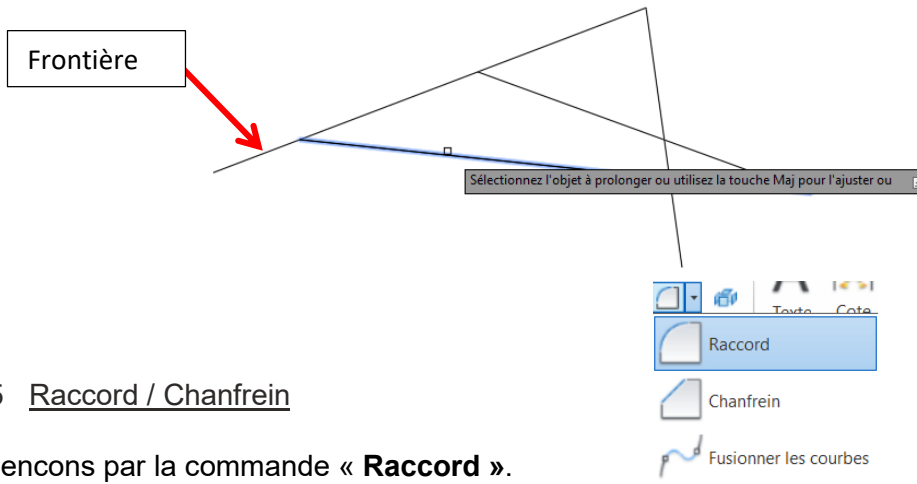 Frontière
Sélectionnez l'objet à prolonger ou utilisez la touche Maj pour l'ajuster ou
Texte Cote
Raccord
Chanfrein
Fusionner les courbes
Raccord / Chanfrein
encons par la commande « Raccord ».